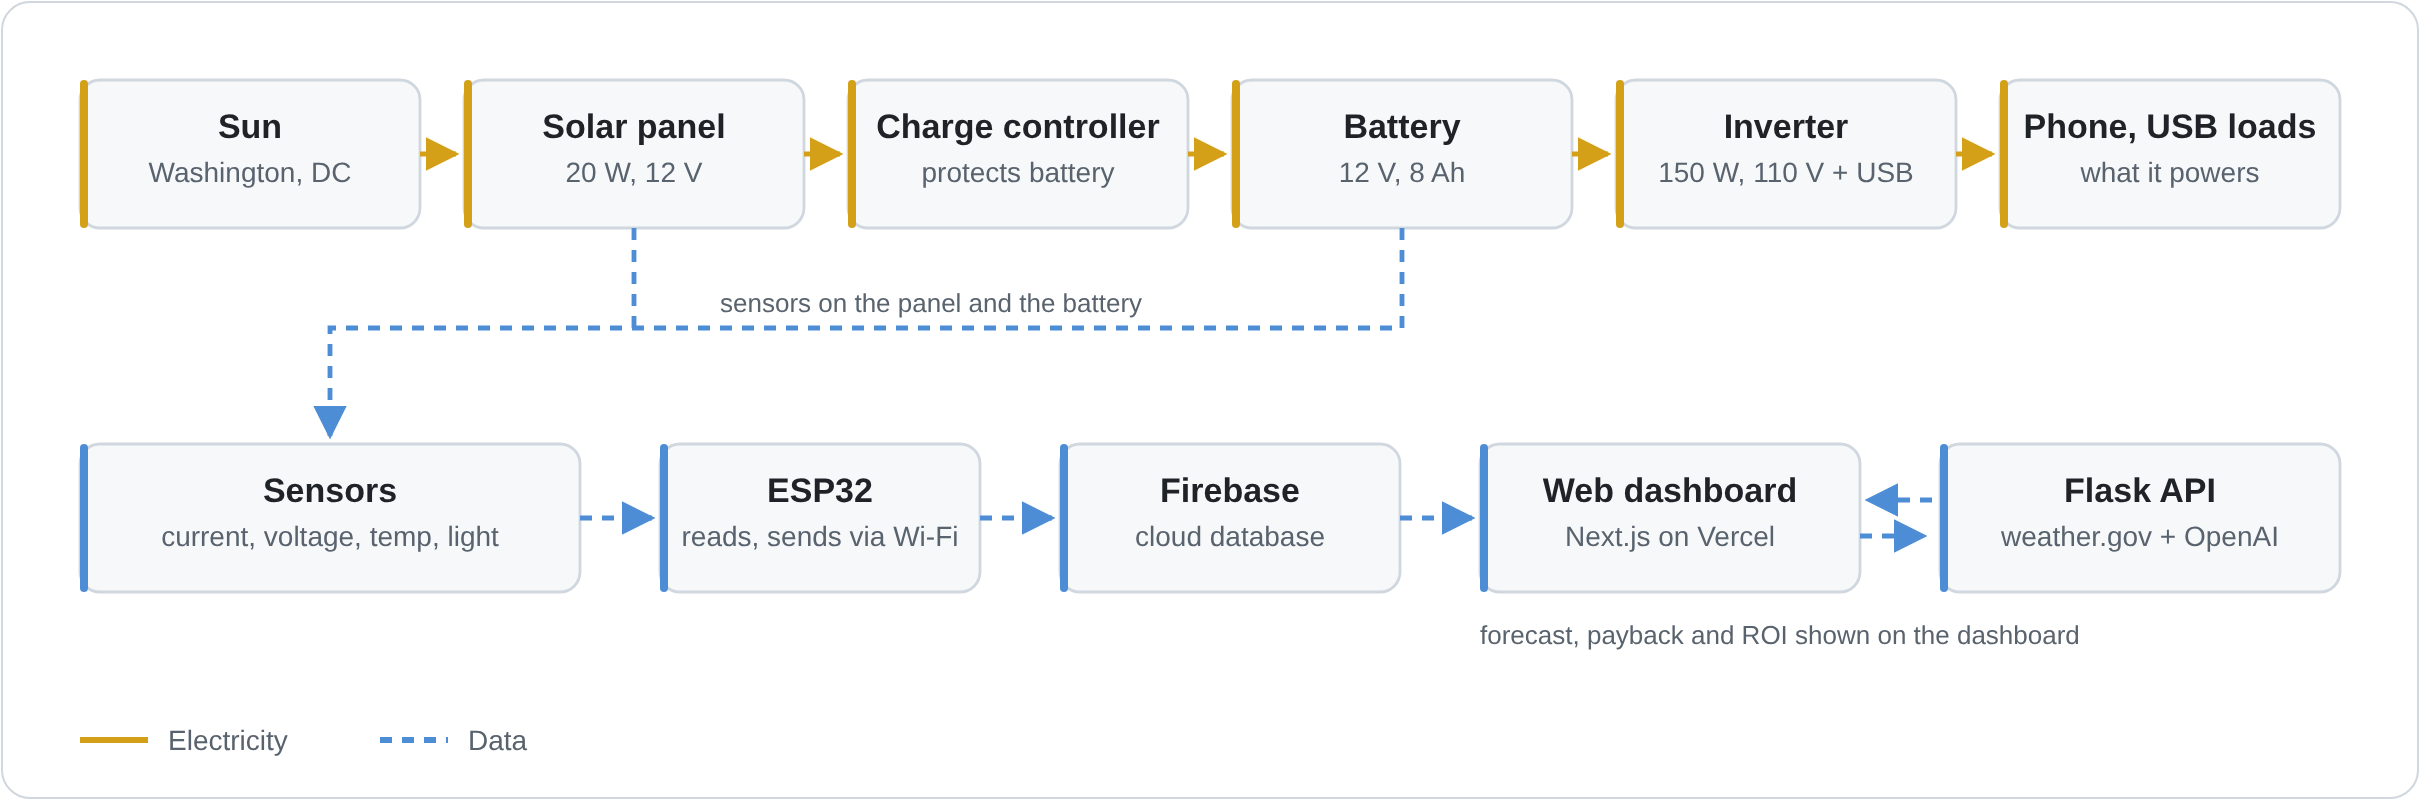 Sun
Washington, DC
Solar panel
20 W, 12 V
Charge controller
protects battery
Battery
12 V, 8 Ah
Inverter
150 W, 110 V + USB
Phone, USB loads
what it powers
sensors on the panel and the battery
Sensors
current, voltage, temp, light
ESP32
reads, sends via Wi-Fi
Firebase
cloud database
Web dashboard
Next.js on Vercel
Flask API
weather.gov + OpenAI
forecast, payback and ROI shown on the dashboard
Electricity
Data